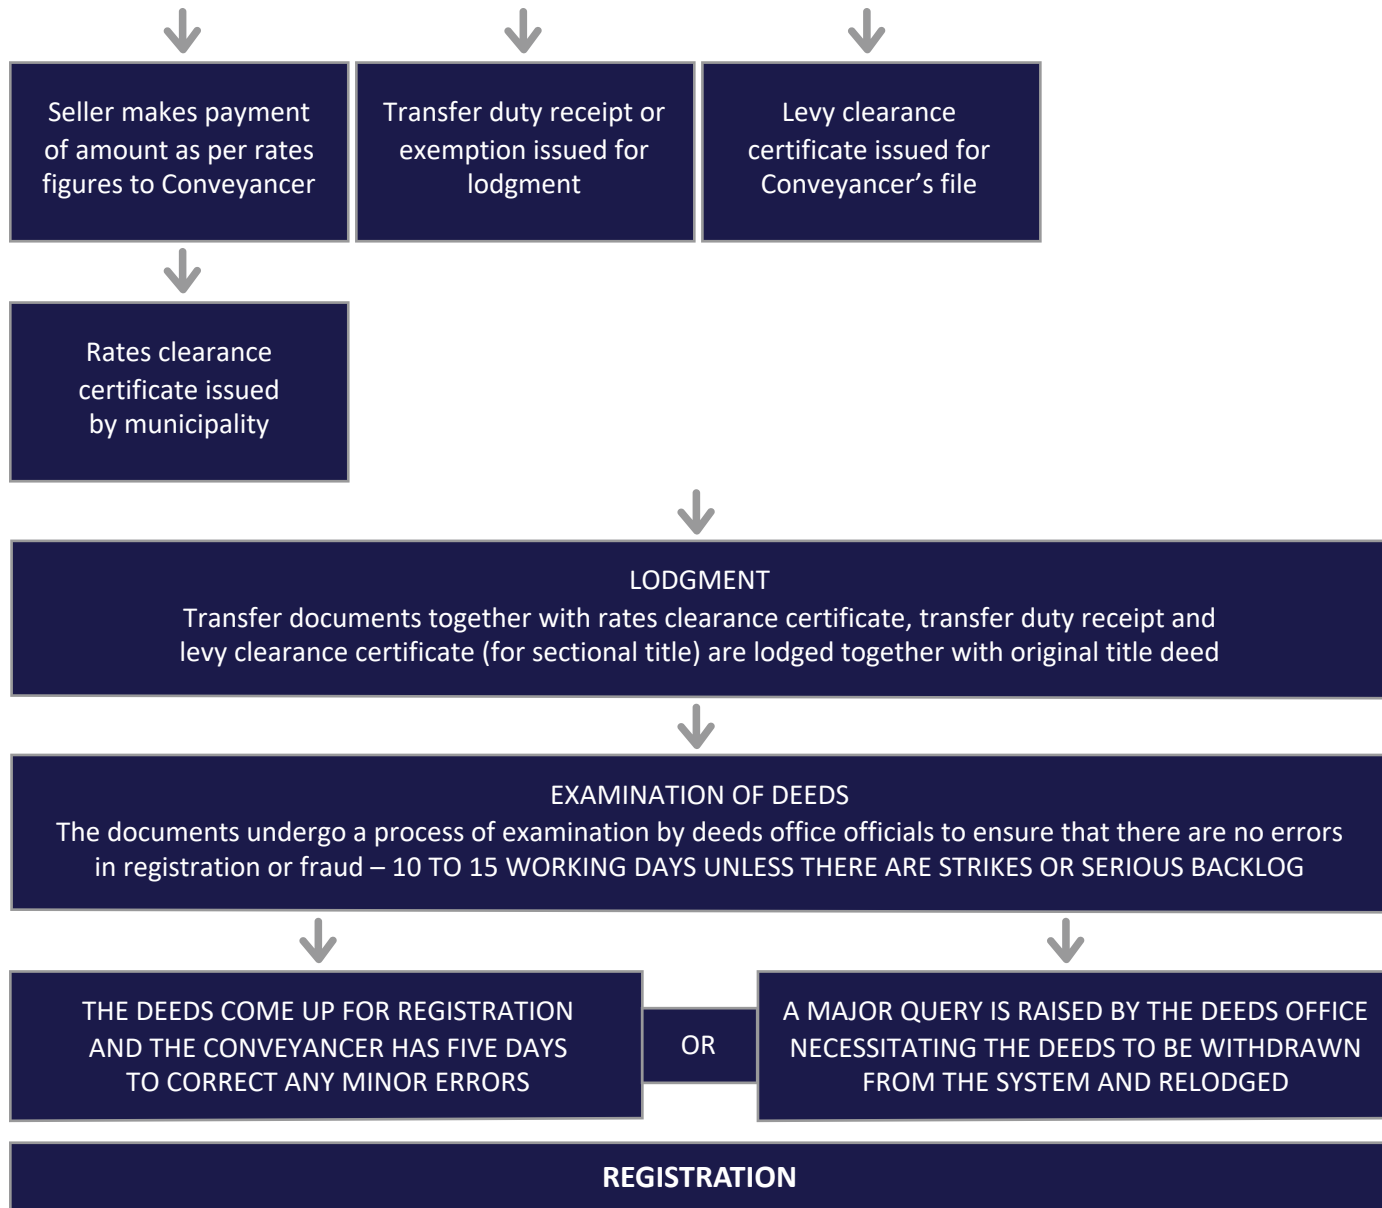 Seller makes payment
of amount as per rates
figures to Conveyancer
Transfer duty receipt or
exemption issued for
lodgment
Levy clearance
certificate issued for
Conveyancer’s file
Rates clearance
certificate issued
by municipality
LODGMENT
Transfer documents together with rates clearance certificate, transfer duty receipt and
levy clearance certificate (for sectional title) are lodged together with original title deed
EXAMINATION OF DEEDS
The documents undergo a process of examination by deeds office officials to ensure that there are no errors
in registration or fraud – 10 TO 15 WORKING DAYS UNLESS THERE ARE STRIKES OR SERIOUS BACKLOG
THE DEEDS COME UP FOR REGISTRATION
AND THE CONVEYANCER HAS FIVE DAYS
TO CORRECT ANY MINOR ERRORS
OR
A MAJOR QUERY IS RAISED BY THE DEEDS OFFICE
NECESSITATING THE DEEDS TO BE WITHDRAWN
FROM THE SYSTEM AND RELODGED
REGISTRATION